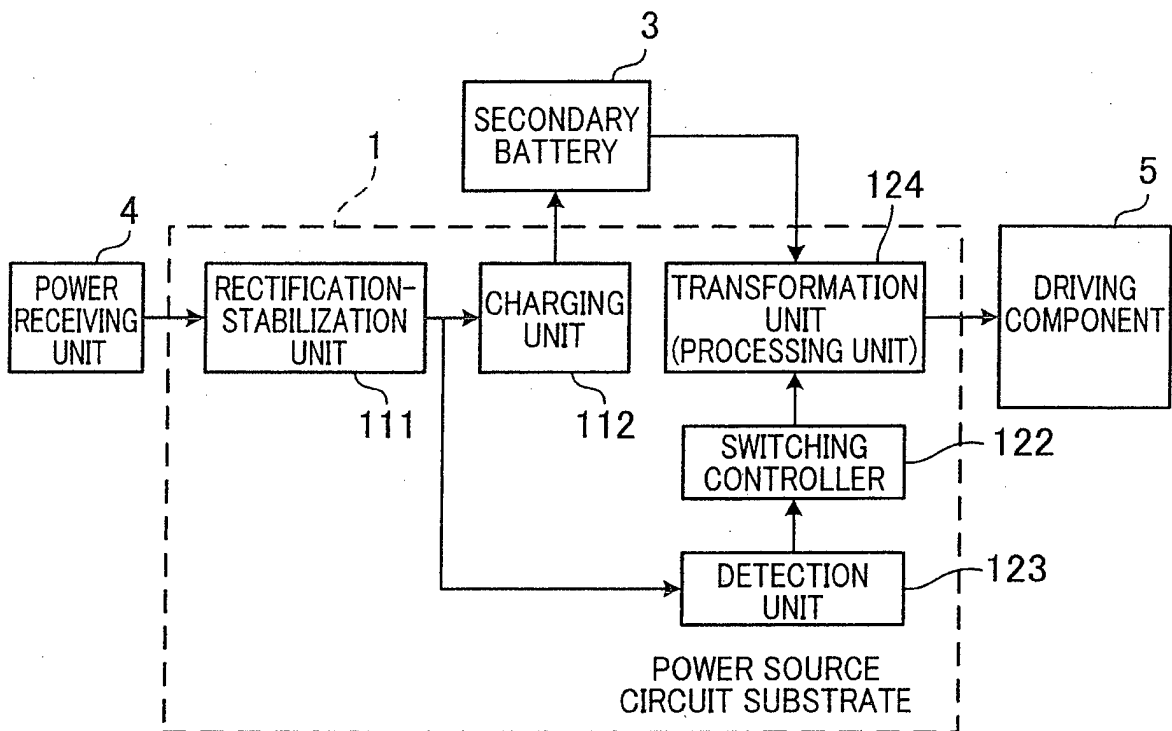 3
SECONDARY
BATTERY
1
124
5
4
POWER
RECEIVING
UNIT
RECTIFICATION-
STABILIZATION
UNIT
CHARGING
UNIT
TRANSFORMATION
UNIT
(PROCESSING UNIT)
DRIVING
COMPONENT
111
112
SWITCHING
CONTROLLER
122
DETECTION
UNIT
123
POWER SOURCE
CIRCUIT SUBSTRATE